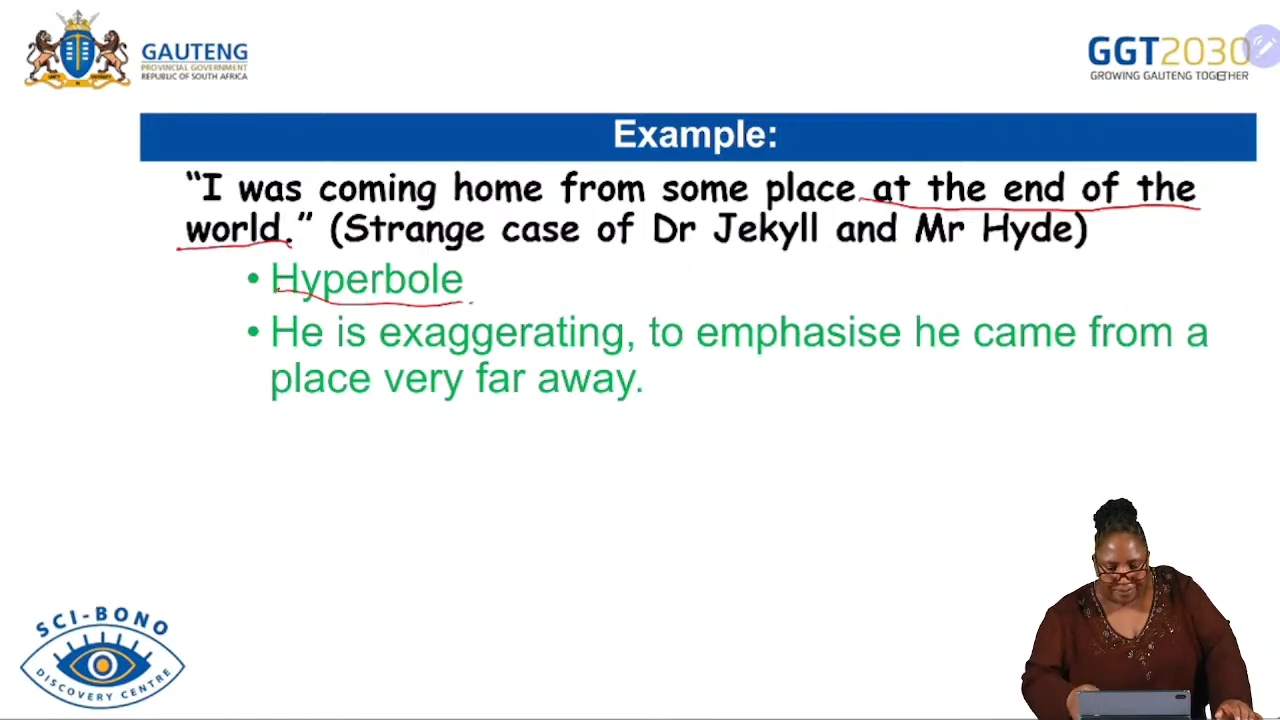 GAUTENG
PROVINCIAL GOVERNMENT
REPUBLIC OF SOUTH AFRICA
GGT2030
GROWING GAUTENG TOGETHER
Example:
“I was coming home from some place at the end of the
world.” (Strange case of Dr Jekyll and Mr Hyde)
• Hyperbole
• He is exaggerating, to emphasise he came from a
place very far away.
SCI-BONO
DISCOVERY CENTRE